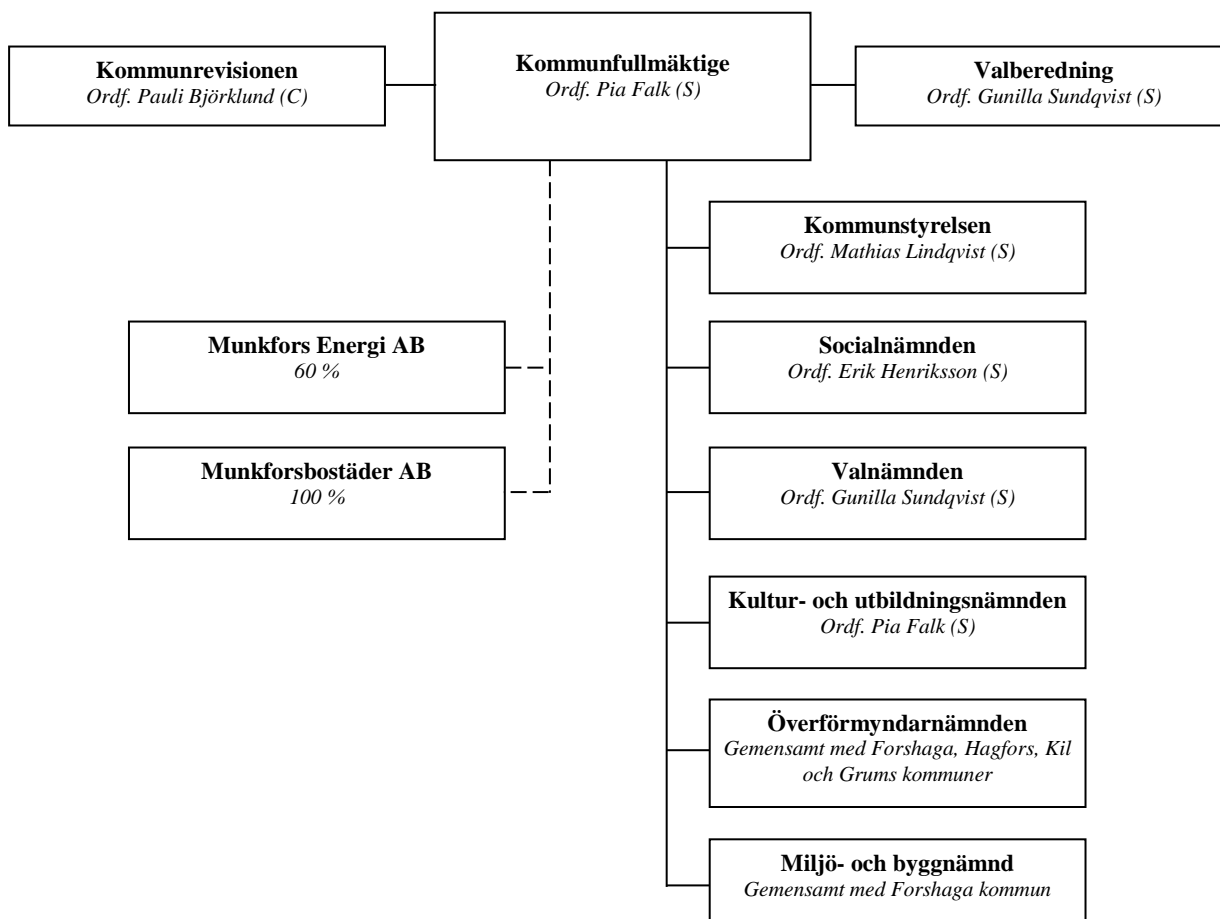 Kommunrevisionen
Ordf. Pauli Björklund (C)
Kommunfullmäktige
Ordf. Pia Falk (S)
Valberedning
Ordf. Gunilla Sundqvist (S)
Kommunstyrelsen
Ordf. Mathias Lindqvist (S)
Munkfors Energi AB
60 %
Socialnämnden
Ordf. Erik Henriksson (S)
Munkforsbostäder AB
100 %
Valnämnden
Ordf. Gunilla Sundqvist (S)
Kultur- och utbildningsnämnden
Ordf. Pia Falk (S)
Överförmyndarnämnden
Gemensamt med Forshaga, Hagfors, Kil
och Grums kommuner
Miljö- och byggnämnd
Gemensamt med Forshaga kommun